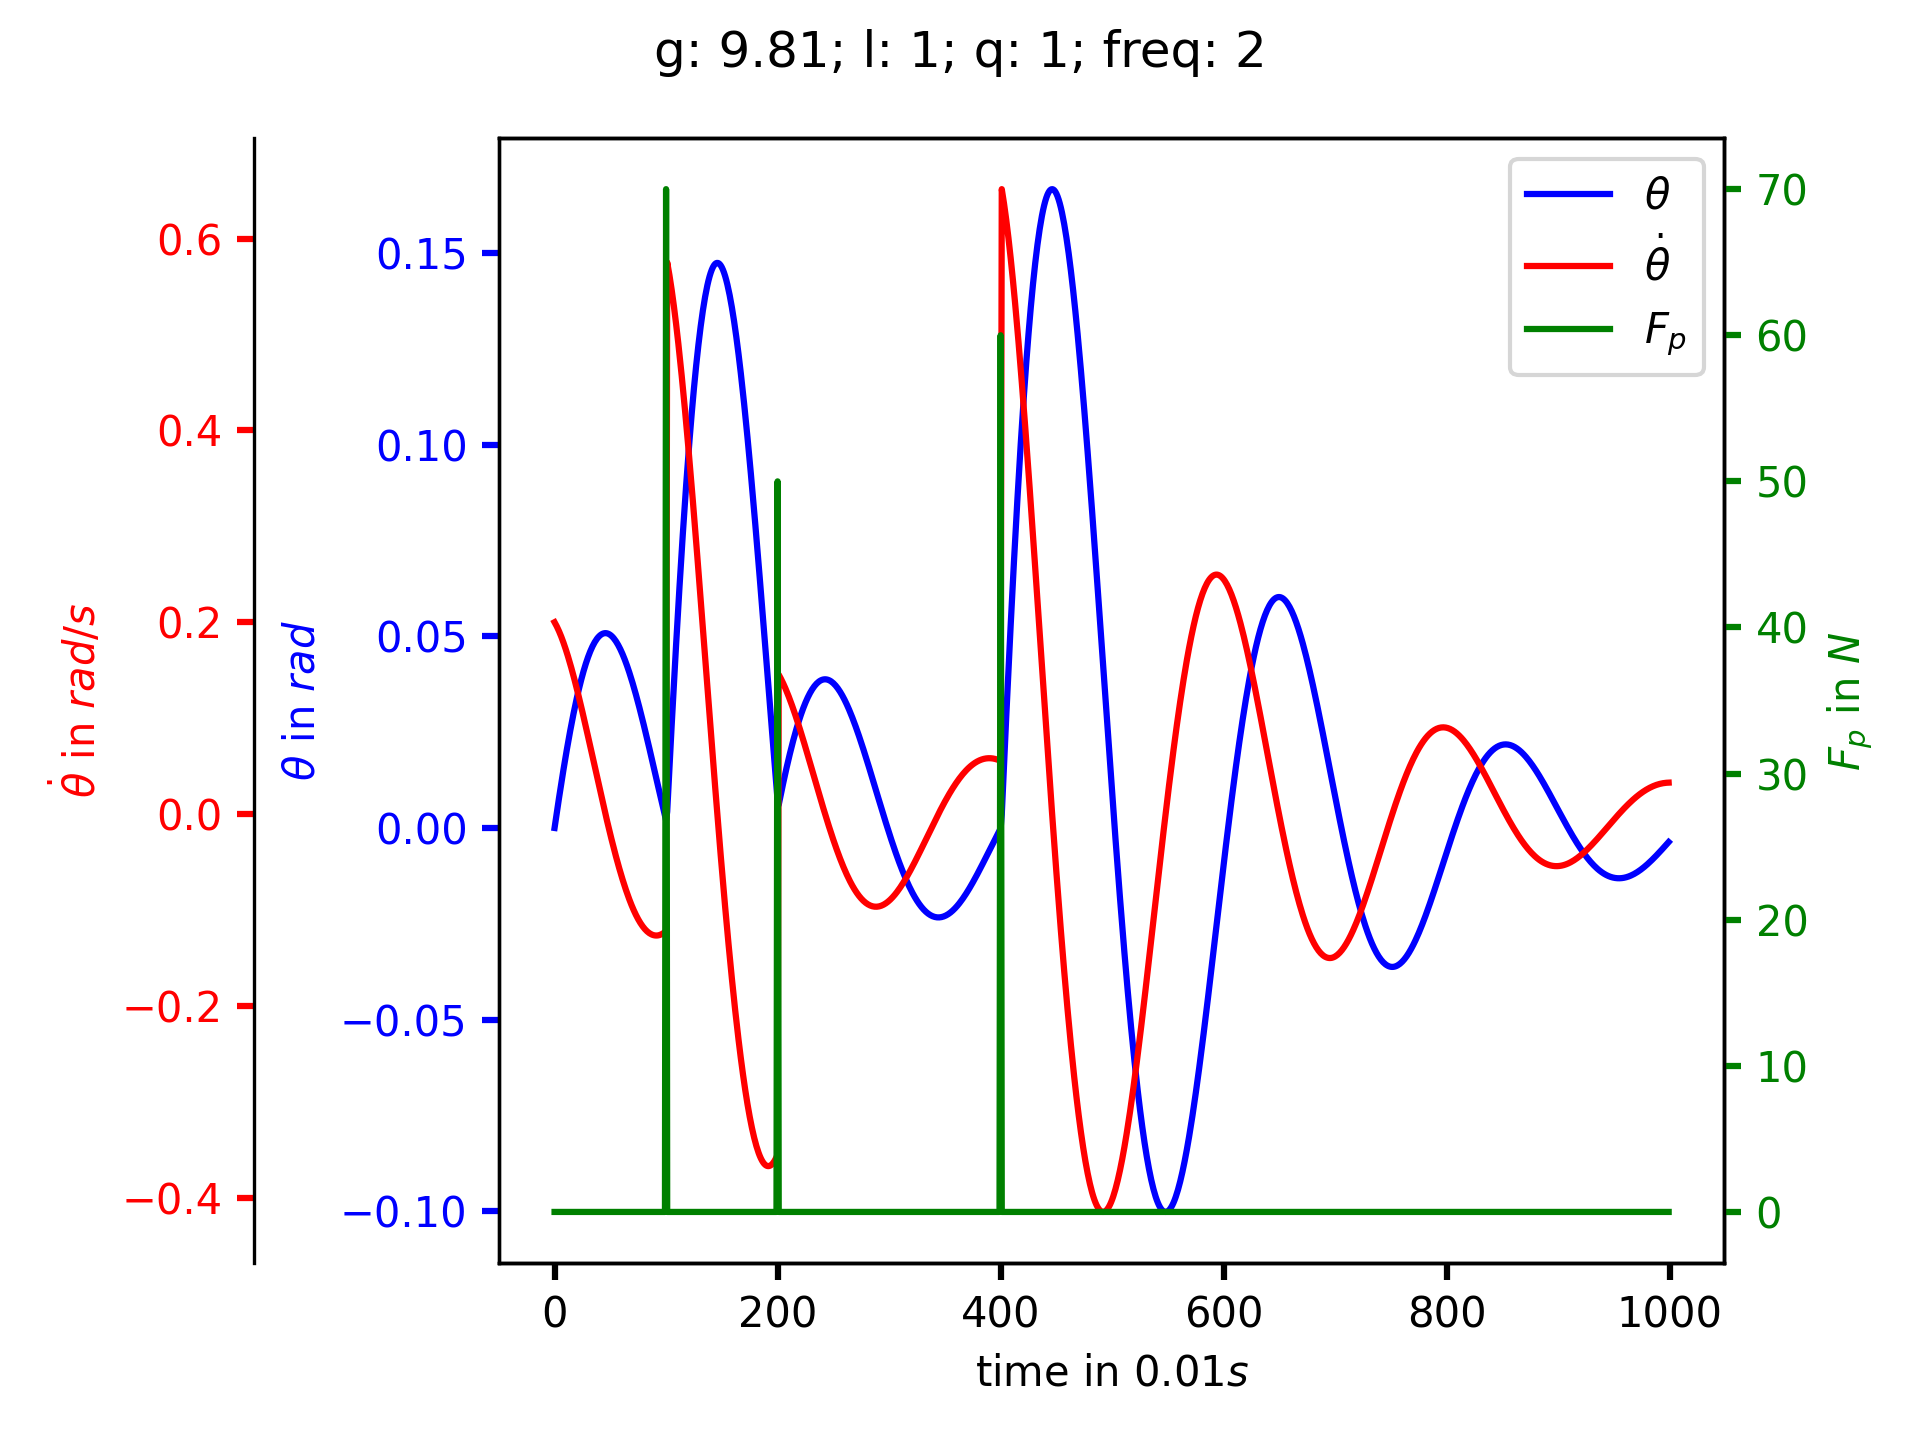 g: 9.81; l: 1; q: 1; freq: 2
θ
θ̇
F_p
0.6
0.4
0.2
0.0
−0.2
−0.4
θ̇ in rad/s
0.15
0.10
0.05
0.00
−0.05
−0.10
θ in rad
70
60
50
40
30
20
10
0
F_p in N
0 200 400 600 800 1000
time in 0.01s